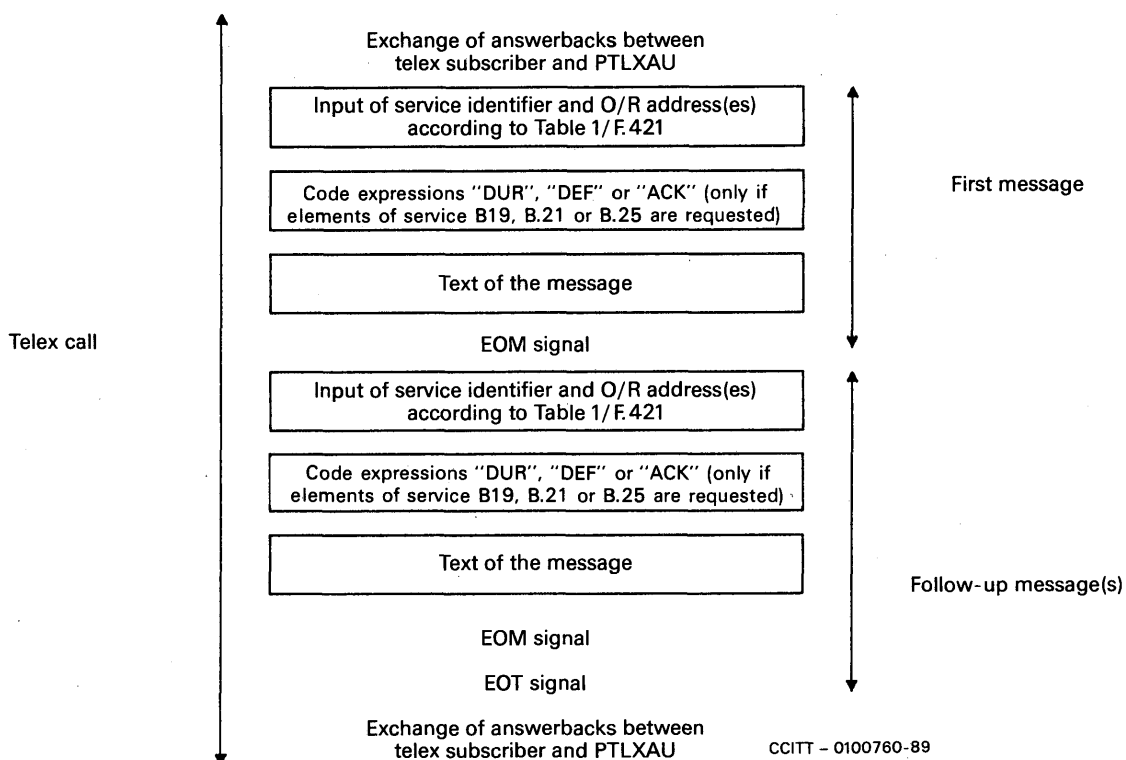 Exchange of answerbacks between
telex subscriber and PTLXAU
Input of service identifier and O/R address(es)
according to Table 1/F.421
Code expressions "DUR", "DEF" or "ACK" (only if
elements of service B19, B.21 or B.25 are requested)
First message
Text of the message
Telex call
EOM signal
Input of service identifier and O/R address(es)
according to Table 1/F.421
Code expressions "DUR", "DEF" or "ACK" (only if
elements of service B19, B.21 or B.25 are requested)
Text of the message
Follow-up message(s)
EOM signal
EOT signal
Exchange of answerbacks between
telex subscriber and PTLXAU
CCITT – 0100760-89